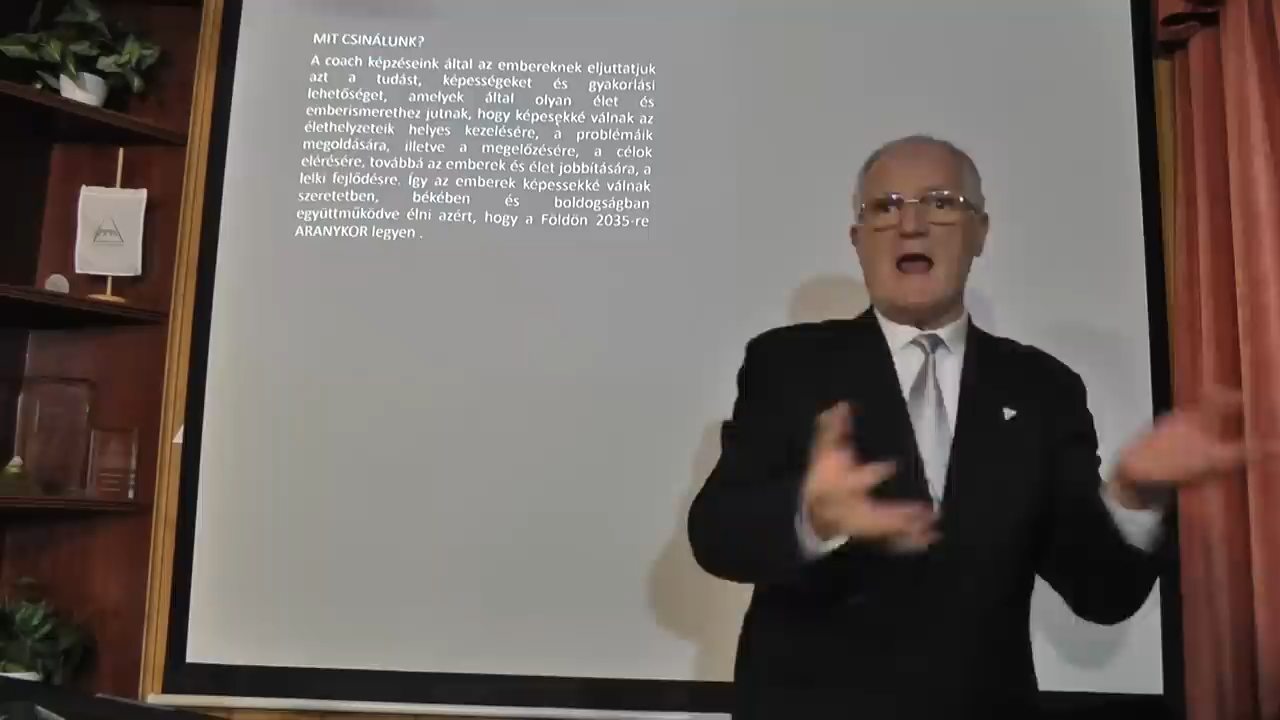 MIT CSINÁLUNK?
A coach képzéseink által az embereknek eljuttatjuk
azt a tudást, képességeket és gyakorlási
lehetőséget, amelyek által olyan élet és
emberismerethez jutnak, hogy képesekké válnak az
élethelyzeteik helyes kezelésére, a problémáik
megoldására, illetve a megelőzésére, a célok
elérésére, továbbá az emberek és élet jobbítására, a
lelki fejlődésre. Így az emberek képessekké válnak
szeretetben, békében és boldogságban
együttműködve élni azért, hogy a Földön 2035-re
ARANYKOR legyen .